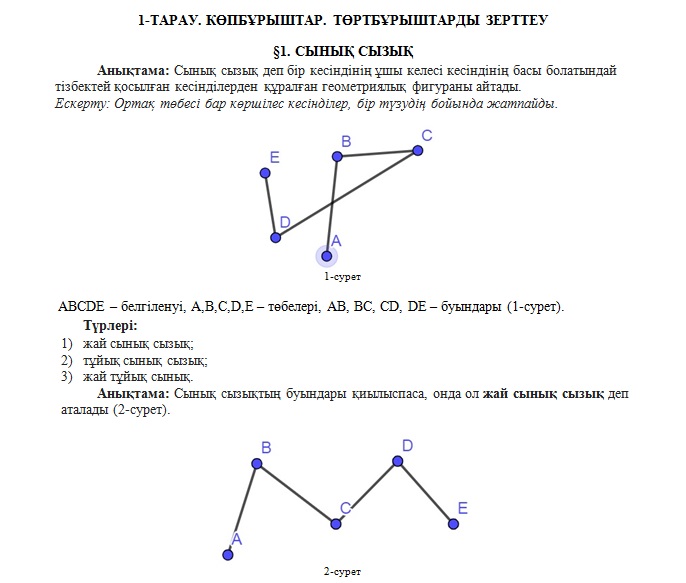 1-ТАРАУ. КӨПБҰРЫШТАР. ТӨРТБҰРЫШТАРДЫ ЗЕРТТЕУ
§1. СЫНЫҚ СЫЗЫҚ
Анықтама: Сынық сызық деп бір кесіндінің ұшы келесі кесіндінің басы болатындай
тізбектей қосылған кесінділерден құралған геометриялық фигураны айтады.
Ескерту: Ортақ төбесі бар көршілес кесінділер, бір түзудің бойында жатпайды.
C
B
E
D
A
1-сурет
ABCDE – белгіленуі, A,B,C,D,E – төбелері, AB, BC, CD, DE – буындары (1-сурет).
Түрлері:
1) жай сынық сызық;
2) тұйық сынық сызық;
3) жай тұйық сынық.
Анықтама: Сынық сызықтың буындары қиылыспаса, онда ол жай сынық сызық деп
аталады (2-сурет).
B
D
C
E
A
2-сурет